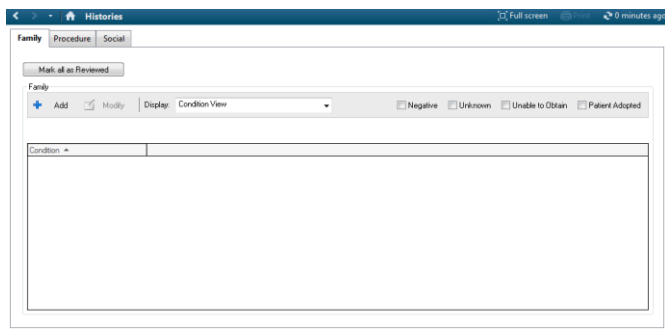 Histories Full screen Print 0 minutes ago
Family Procedure Social
Mark all as Reviewed
Family
Add Modify Display: Condition View Negative Unknown Unable to Obtain Patient Adopted
Condition